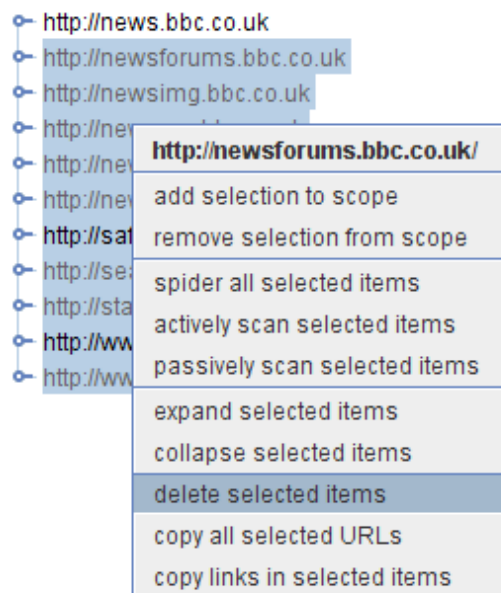 http://news.bbc.co.uk
http://newsforums.bbc.co.uk
http://newsimg.bbc.co.uk
http://newsforums.bbc.co.uk/
add selection to scope
remove selection from scope
spider all selected items
actively scan selected items
passively scan selected items
expand selected items
collapse selected items
delete selected items
copy all selected URLs
copy links in selected items